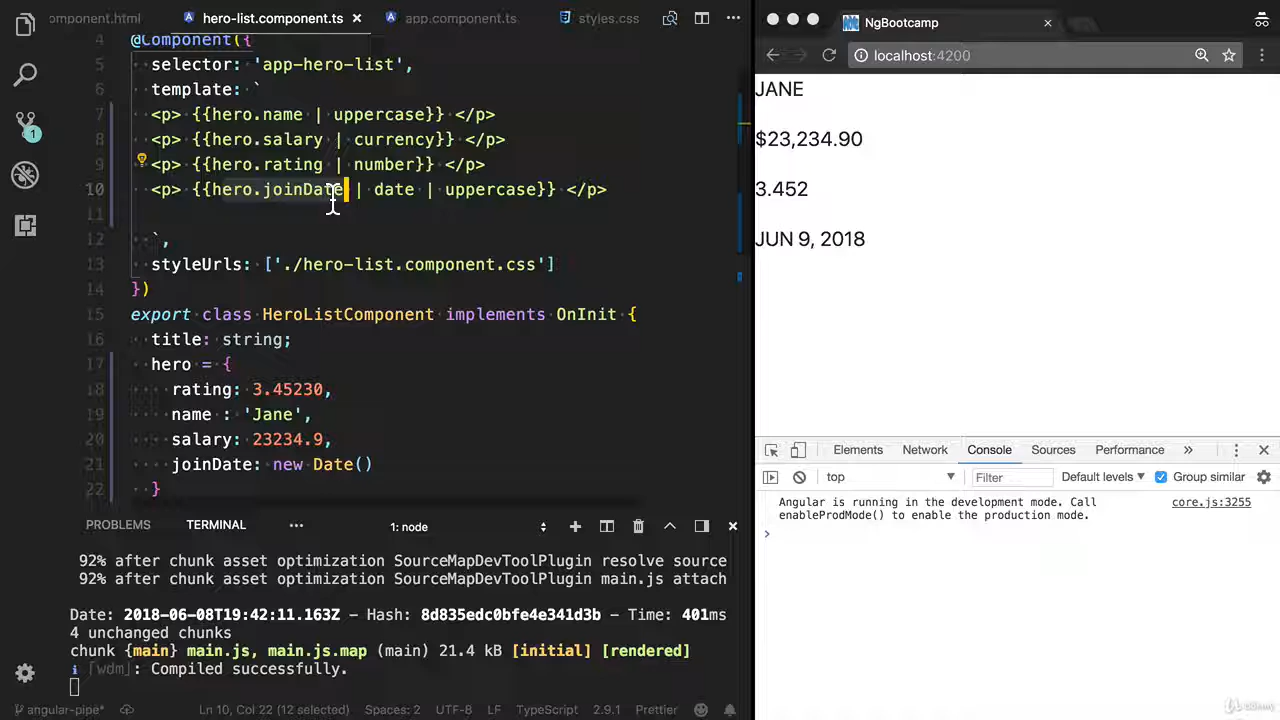 omponent.html hero-list.component.ts × app.component.ts styles.css ···
4 @Component({
5 selector: 'app-hero-list',
6 template: `
7 <p> {{hero.name | uppercase}} </p>
8 <p> {{hero.salary | currency}} </p>
9 <p> {{hero.rating | number}} </p>
10 <p> {{hero.joinDate | date | uppercase}} </p>
11
12 `,
13 styleUrls: ['./hero-list.component.css']
14 })
15 export class HeroListComponent implements OnInit {
16 title: string;
17 hero = {
18 rating: 3.45230,
19 name : 'Jane',
20 salary: 23234.9,
21 joinDate: new Date()
22 }
1
PROBLEMS TERMINAL ··· 1: node
92% after chunk asset optimization SourceMapDevToolPlugin resolve source
92% after chunk asset optimization SourceMapDevToolPlugin main.js attach
Date: 2018-06-08T19:42:11.163Z - Hash: 8d835edc0bfe4e341d3b - Time: 401ms
4 unchanged chunks
chunk {main} main.js, main.js.map (main) 21.4 kB [initial] [rendered]
ℹ 「wdm」: Compiled successfully.
angular-pipe* Ln 10, Col 22 (12 selected) Spaces: 2 UTF-8 LF TypeScript 2.9.1 Prettier
NgBootcamp ×
localhost:4200
JANE
$23,234.90
3.452
JUN 9, 2018
Elements Network Console Sources Performance »
top Filter Default levels ▼ Group similar
Angular is running in the development mode. Call core.js:3255
enableProdMode() to enable the production mode.
Udemy